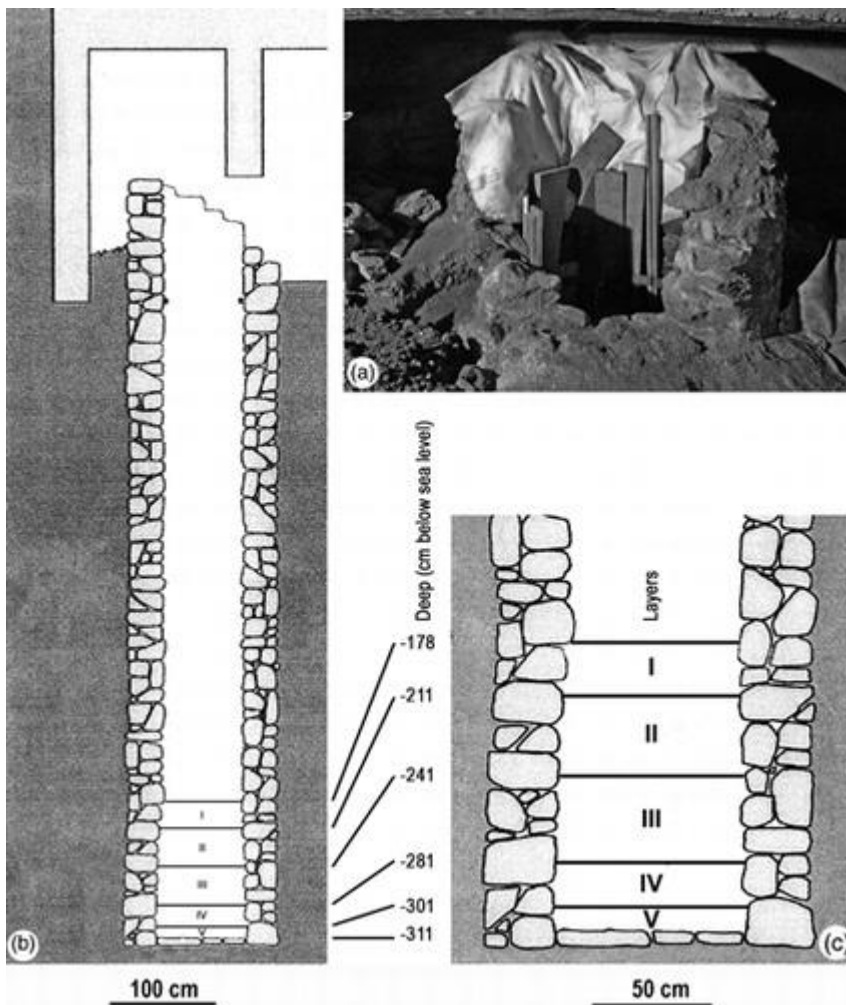 (a)
Deep (cm below sea level)
-178
-211
-241
-281
-301
-311
I
II
III
IV
V
(b)
100 cm
Layers
I
II
III
IV
V
(c)
50 cm